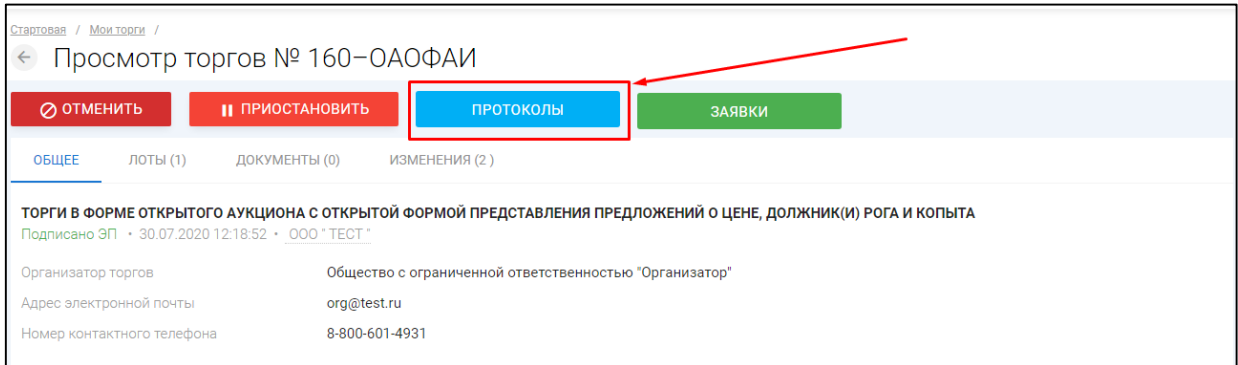 Стартовая / Мои торги /
Просмотр торгов № 160–ОАОФАИ
ОТМЕНИТЬ ПРИОСТАНОВИТЬ ПРОТОКОЛЫ ЗАЯВКИ
ОБЩЕЕ ЛОТЫ (1) ДОКУМЕНТЫ (0) ИЗМЕНЕНИЯ (2 )
ТОРГИ В ФОРМЕ ОТКРЫТОГО АУКЦИОНА С ОТКРЫТОЙ ФОРМОЙ ПРЕДСТАВЛЕНИЯ ПРЕДЛОЖЕНИЙ О ЦЕНЕ, ДОЛЖНИК(И) РОГА И КОПЫТА
Подписано ЭП • 30.07.2020 12:18:52 • ООО " ТЕСТ "
Организатор торгов Общество с ограниченной ответственностью "Организатор"
Адрес электронной почты org@test.ru
Номер контактного телефона 8-800-601-4931